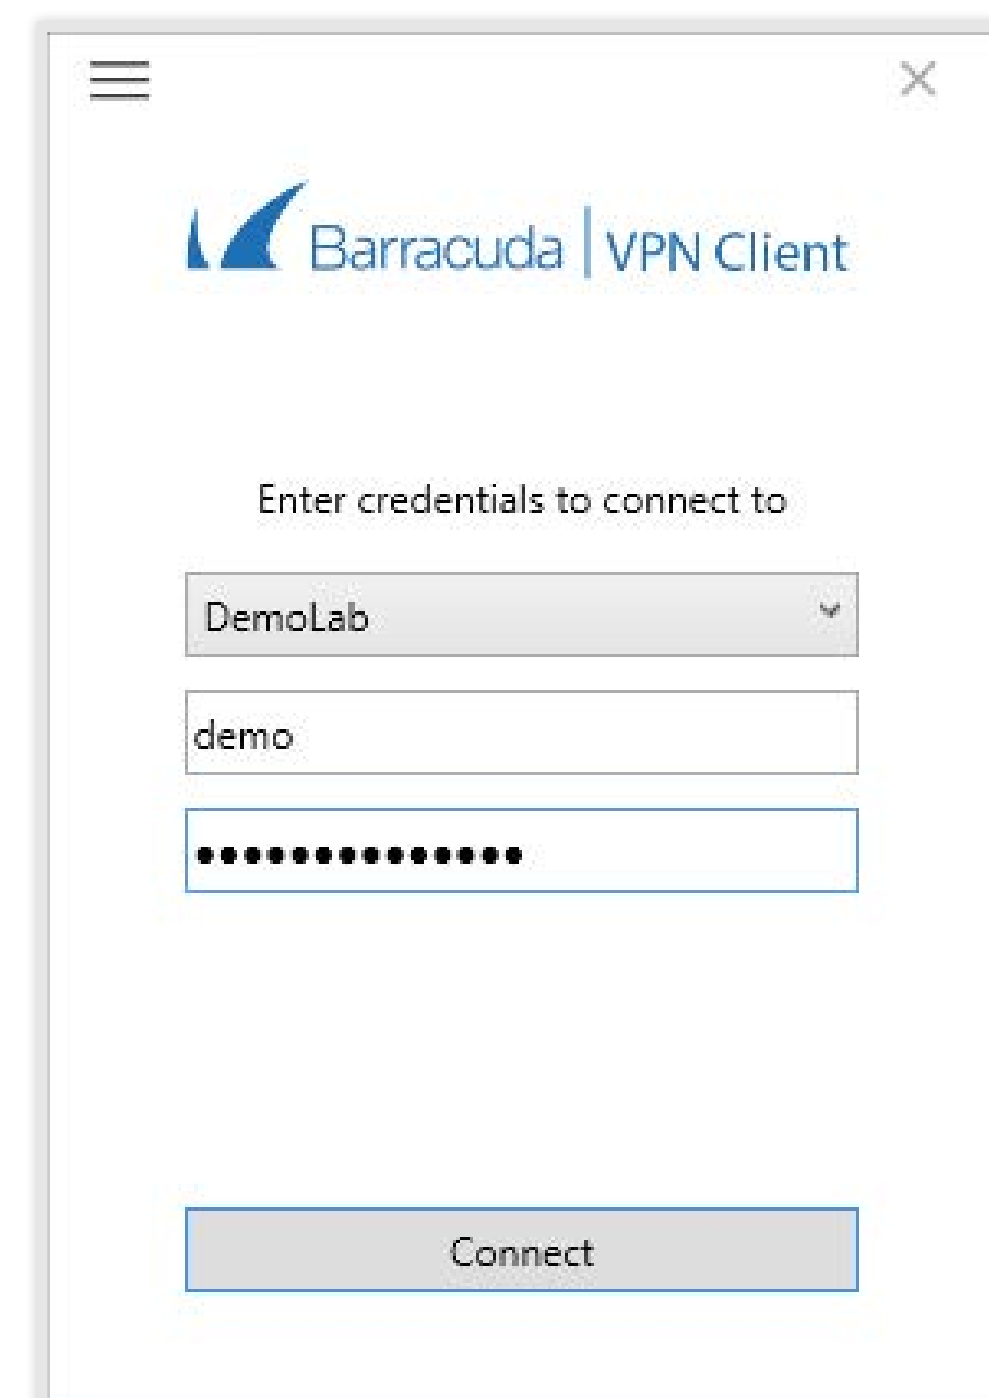 Barracuda | VPN Client
Enter credentials to connect to
DemoLab
demo
••••••••••••••
Connect